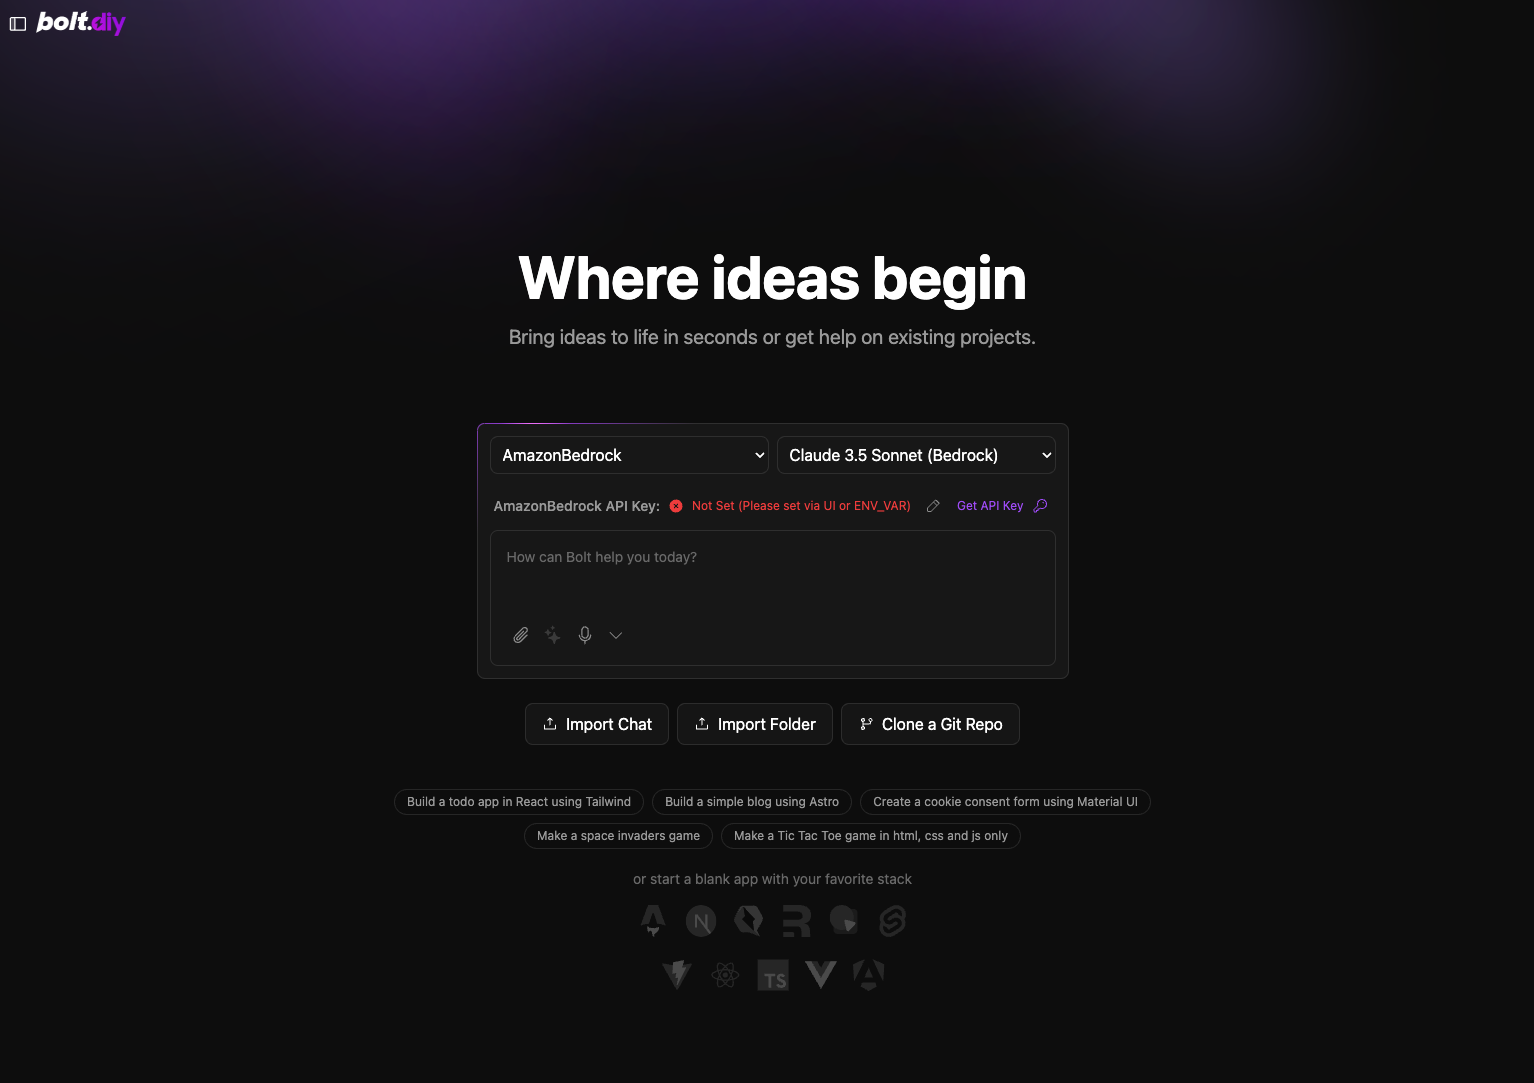 bolt.diy
Where ideas begin
Bring ideas to life in seconds or get help on existing projects.
AmazonBedrock
Claude 3.5 Sonnet (Bedrock)
AmazonBedrock API Key: Not Set (Please set via UI or ENV_VAR) Get API Key
How can Bolt help you today?
Import Chat
Import Folder
Clone a Git Repo
Build a todo app in React using Tailwind
Build a simple blog using Astro
Create a cookie consent form using Material UI
Make a space invaders game
Make a Tic Tac Toe game in html, css and js only
or start a blank app with your favorite stack
TS